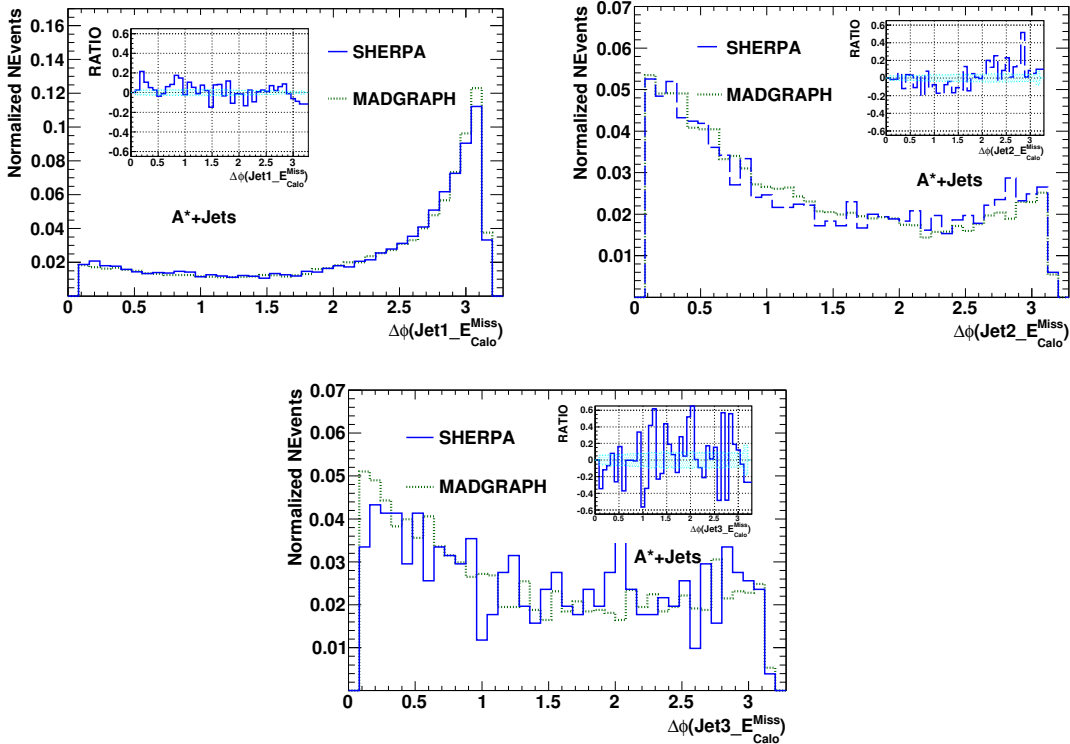 Normalized NEvents
0.16
0.14
0.12
0.1
0.08
0.06
0.04
0.02
0 0.5 1 1.5 2 2.5 3
Δϕ(Jet1_E^Miss_Calo)
SHERPA
MADGRAPH
A*+Jets
RATIO
0.6
0.4
0.2
0
-0.2
-0.4
-0.6
0 0.5 1 1.5 2 2.5 3
Δϕ(Jet1_E^Miss_Calo)
Normalized NEvents
0.07
0.06
0.05
0.04
0.03
0.02
0.01
0 0.5 1 1.5 2 2.5 3
Δϕ(Jet2_E^Miss_Calo)
SHERPA
MADGRAPH
A*+Jets
RATIO
0.6
0.4
0.2
0
-0.2
-0.4
-0.6
0 0.5 1 1.5 2 2.5 3
Δϕ(Jet2_E^Miss_Calo)
Normalized NEvents
0.07
0.06
0.05
0.04
0.03
0.02
0.01
0 0.5 1 1.5 2 2.5 3
Δϕ(Jet3_E^Miss_Calo)
SHERPA
MADGRAPH
A*+Jets
RATIO
0.6
0.4
0.2
0
-0.2
-0.4
-0.6
0 0.5 1 1.5 2 2.5 3
Δϕ(Jet3_E^Miss_Calo)